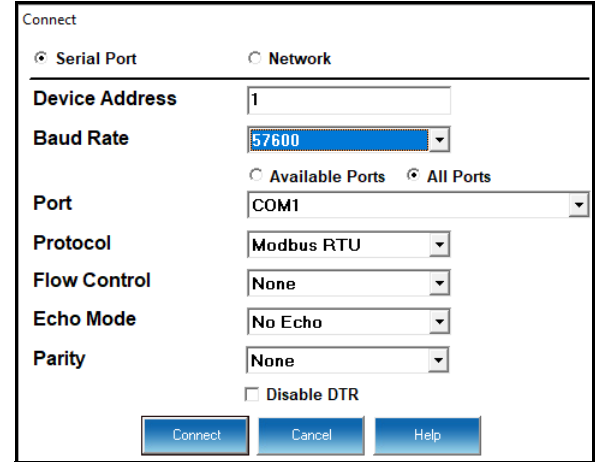 Connect
Serial Port Network
Device Address 1
Baud Rate 57600
Available Ports All Ports
Port COM1
Protocol Modbus RTU
Flow Control None
Echo Mode No Echo
Parity None
Disable DTR
Connect Cancel Help